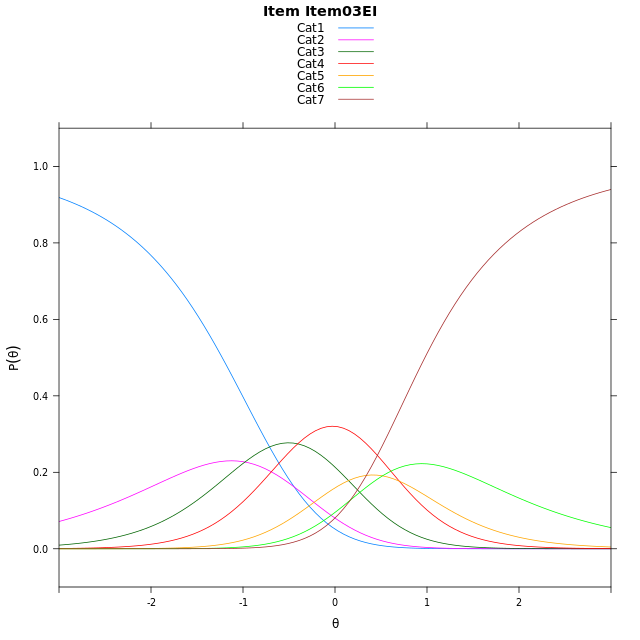 Item Item03EI
Cat1
Cat2
Cat3
Cat4
Cat5
Cat6
Cat7
1.0
0.8
0.6
0.4
0.2
0.0
P(θ)
-2 -1 0 1 2
θ